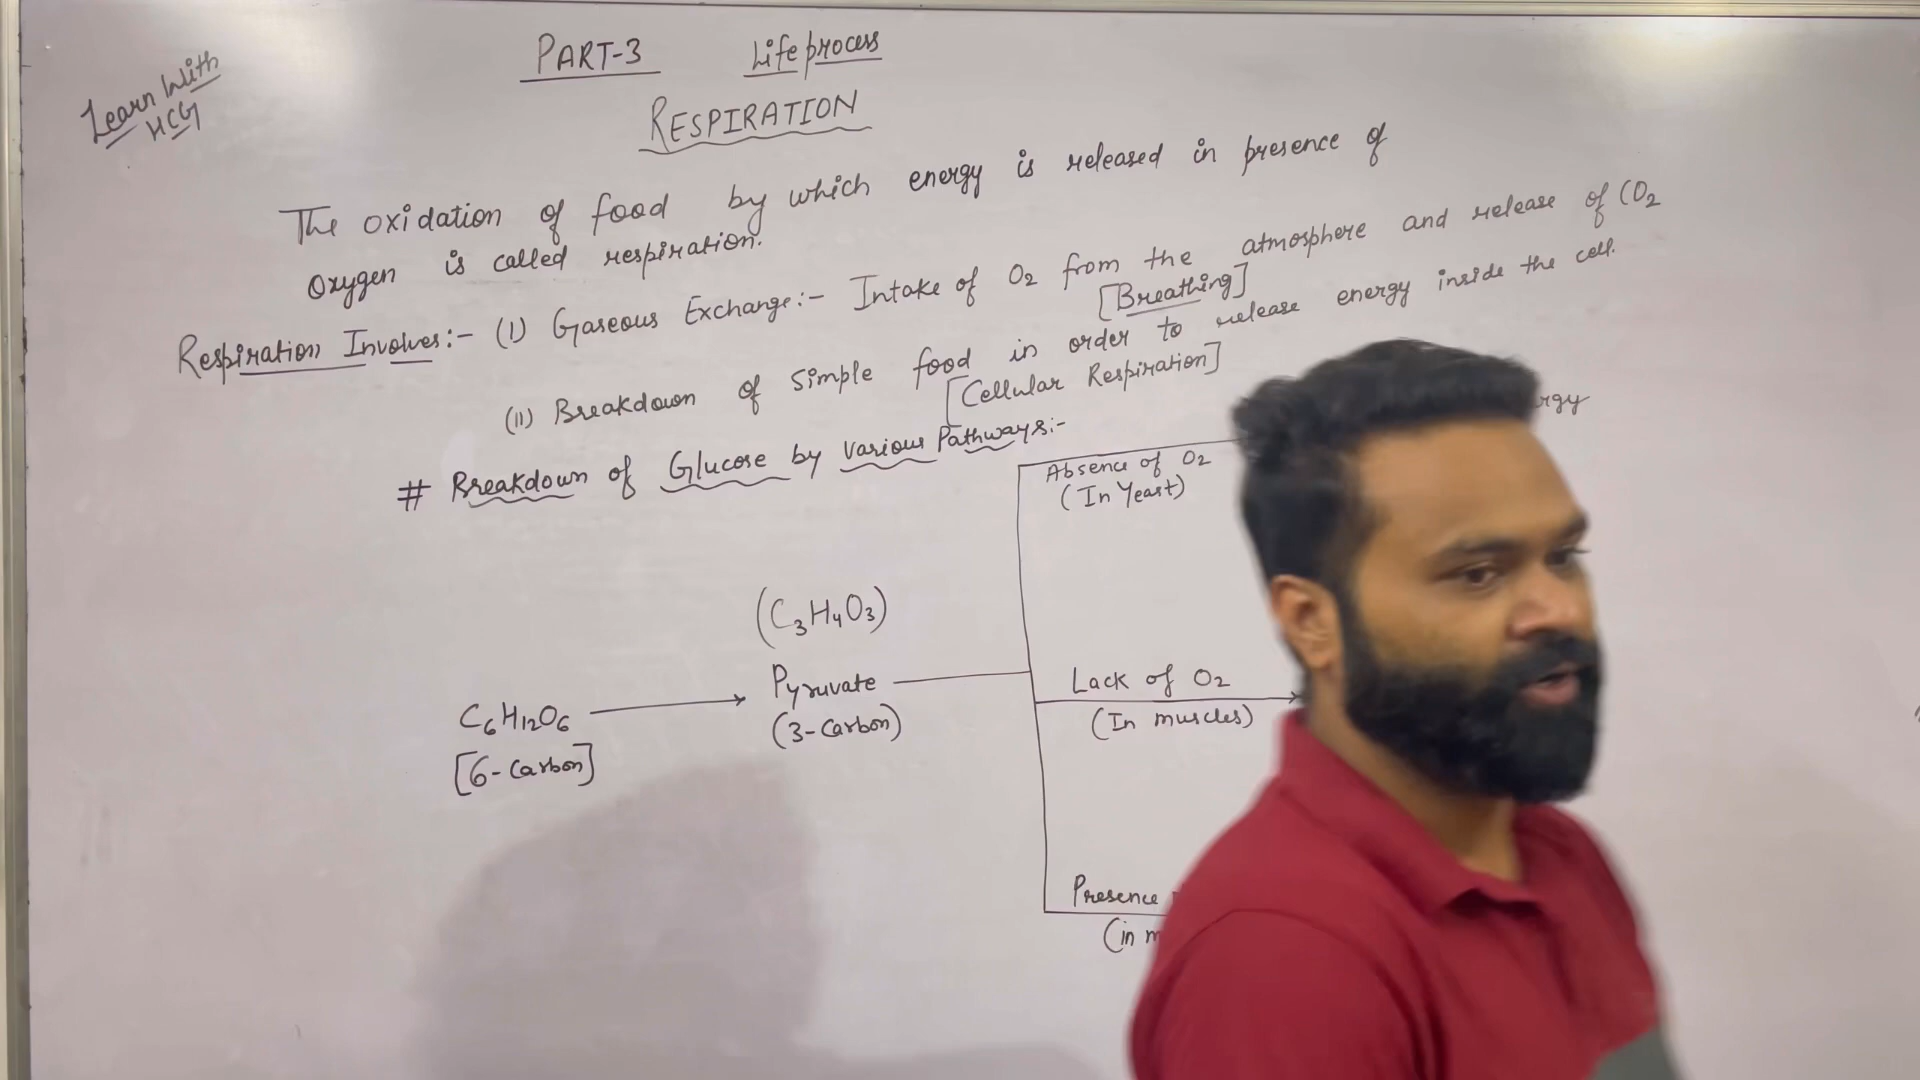 Learn With
HCG
PART-3 Life process
RESPIRATION
The oxidation of food by which energy is released in presence of
Oxygen is called respiration.
Respiration Involves:- (I) Gaseous Exchange:- Intake of O2 from the atmosphere and release of CO2
[Breathing]
(II) Breakdown of Simple food in order to release energy inside the cell.
[Cellular Respiration]
# Breakdown of Glucose by various Pathways:-
Absence of O2
(In Yeast)
(C3H4O3)
C6H12O6
[6-Carbon]
Pyruvate
(3-Carbon)
Lack of O2
(In muscles)
Presence
(in